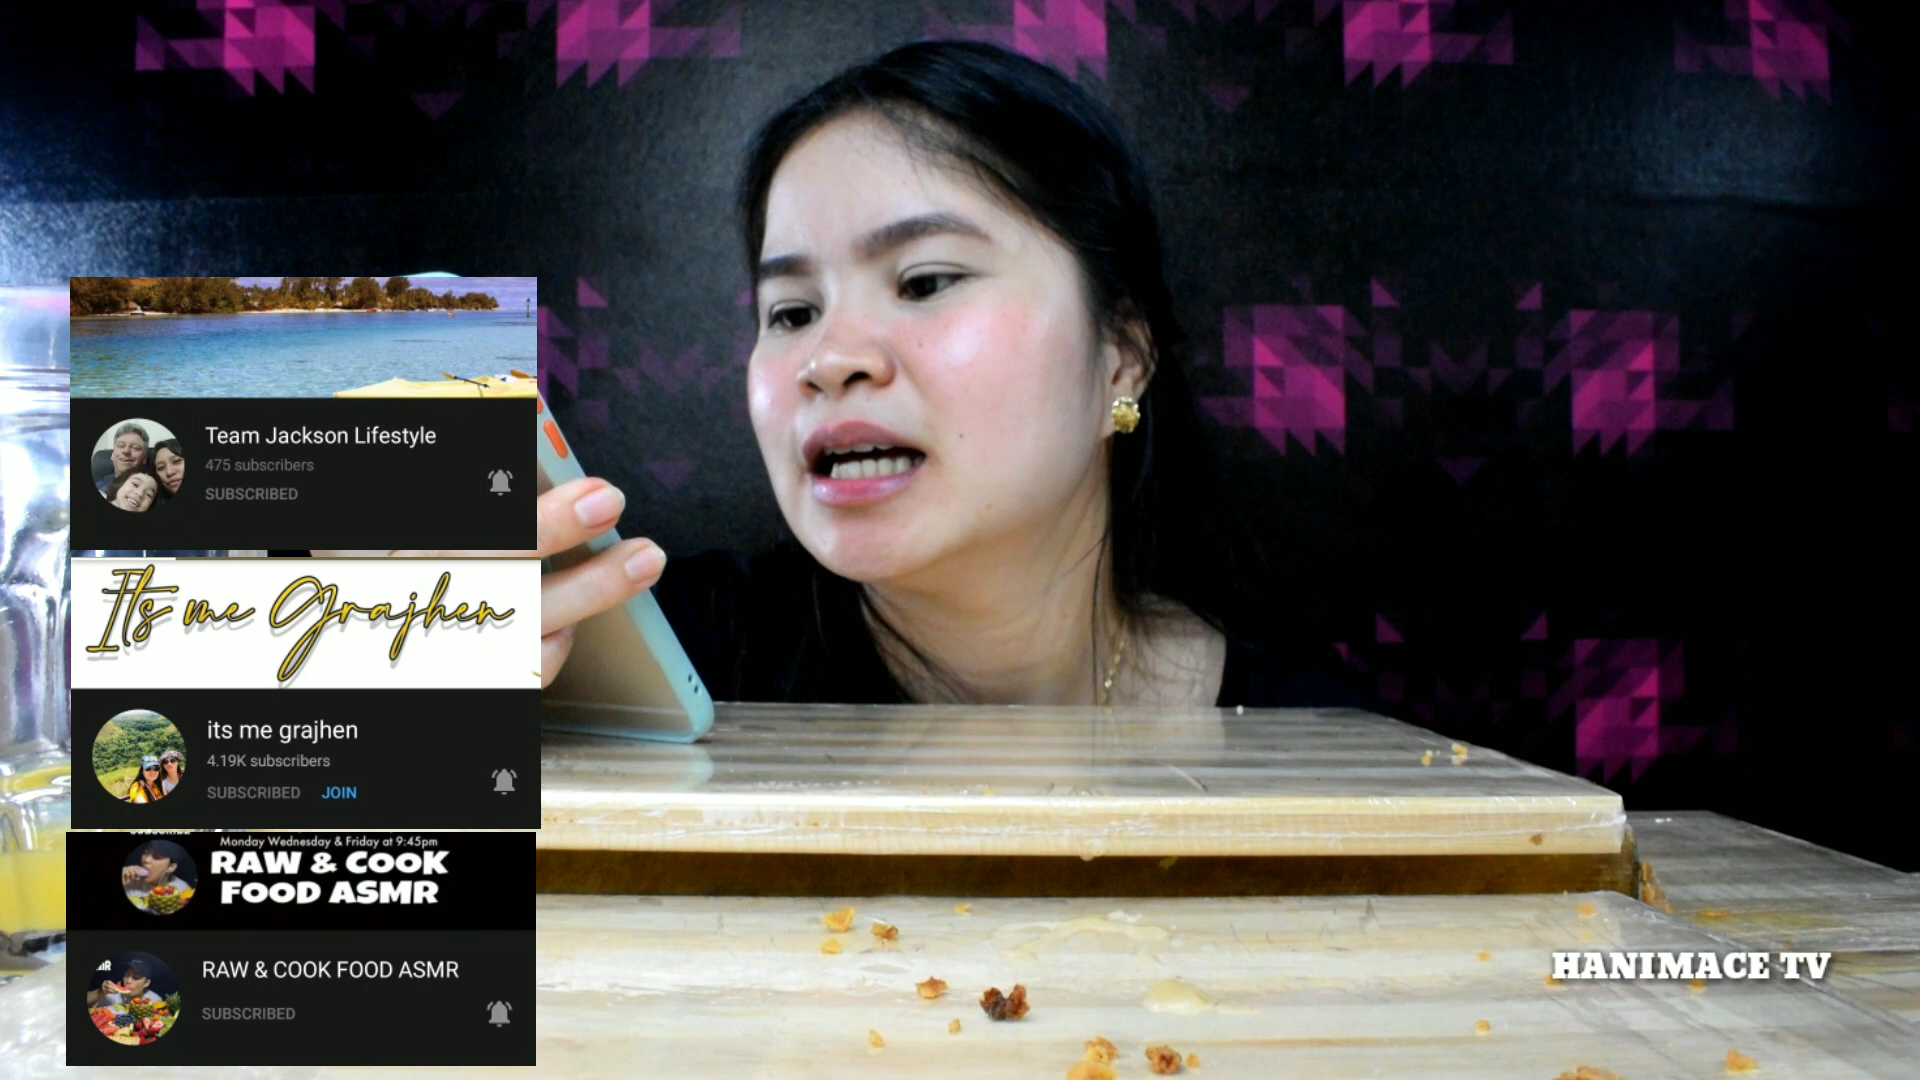 Team Jackson Lifestyle
475 subscribers
SUBSCRIBED
Its me Grajhen
its me grajhen
4.19K subscribers
SUBSCRIBED JOIN
SUBSCRIBE
Monday Wednesday & Friday at 9:45pm
RAW & COOK
FOOD ASMR
RAW & COOK FOOD ASMR
SUBSCRIBED
HANIMACE TV